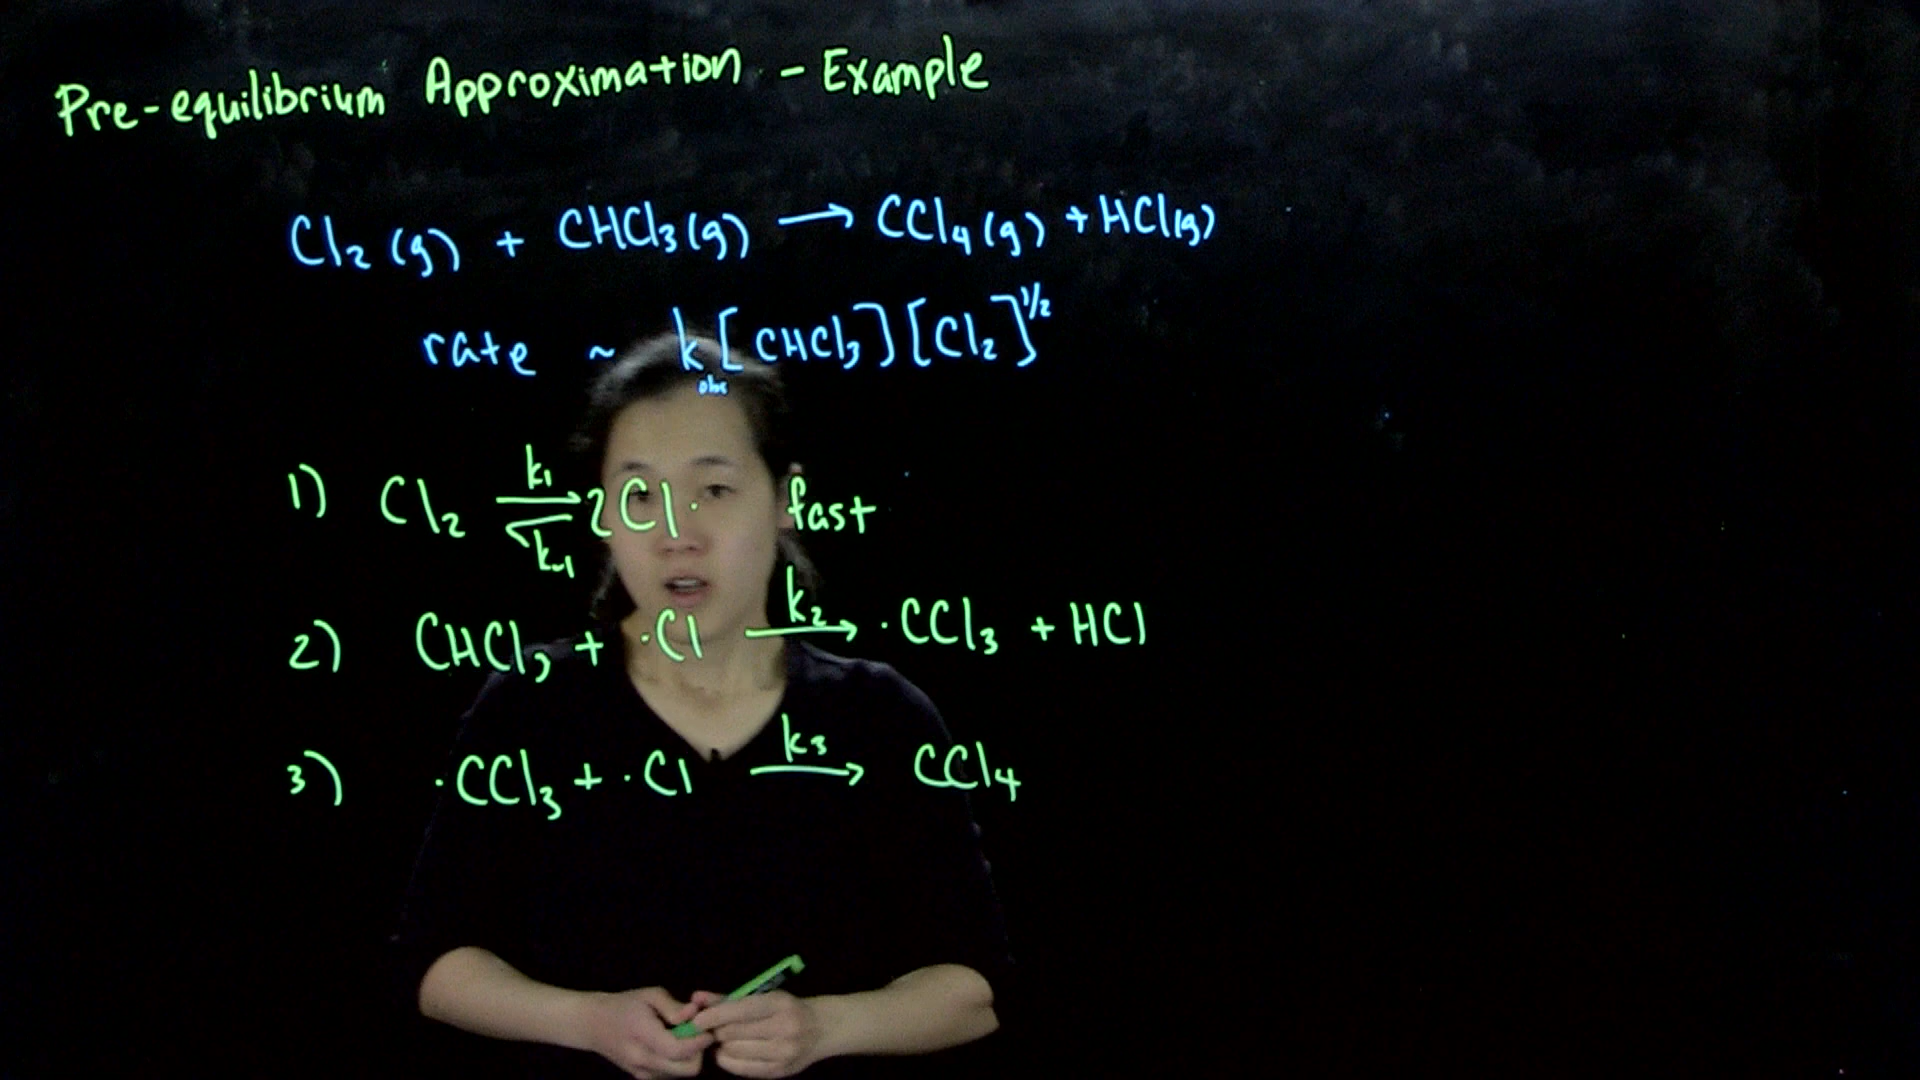 Pre-equilibrium Approximation - Example
Cl₂ (g) + CHCl₃ (g) ⟶ CCl₄ (g) + HCl (g)
rate ~ k_obs [CHCl₃] [Cl₂]^1/2
1) Cl₂ ⇌ 2Cl· fast
k₁
k₋₁
2) CHCl₃ + ·Cl ⟶ ·CCl₃ + HCl
k₂
3) ·CCl₃ + ·Cl ⟶ CCl₄
k₃